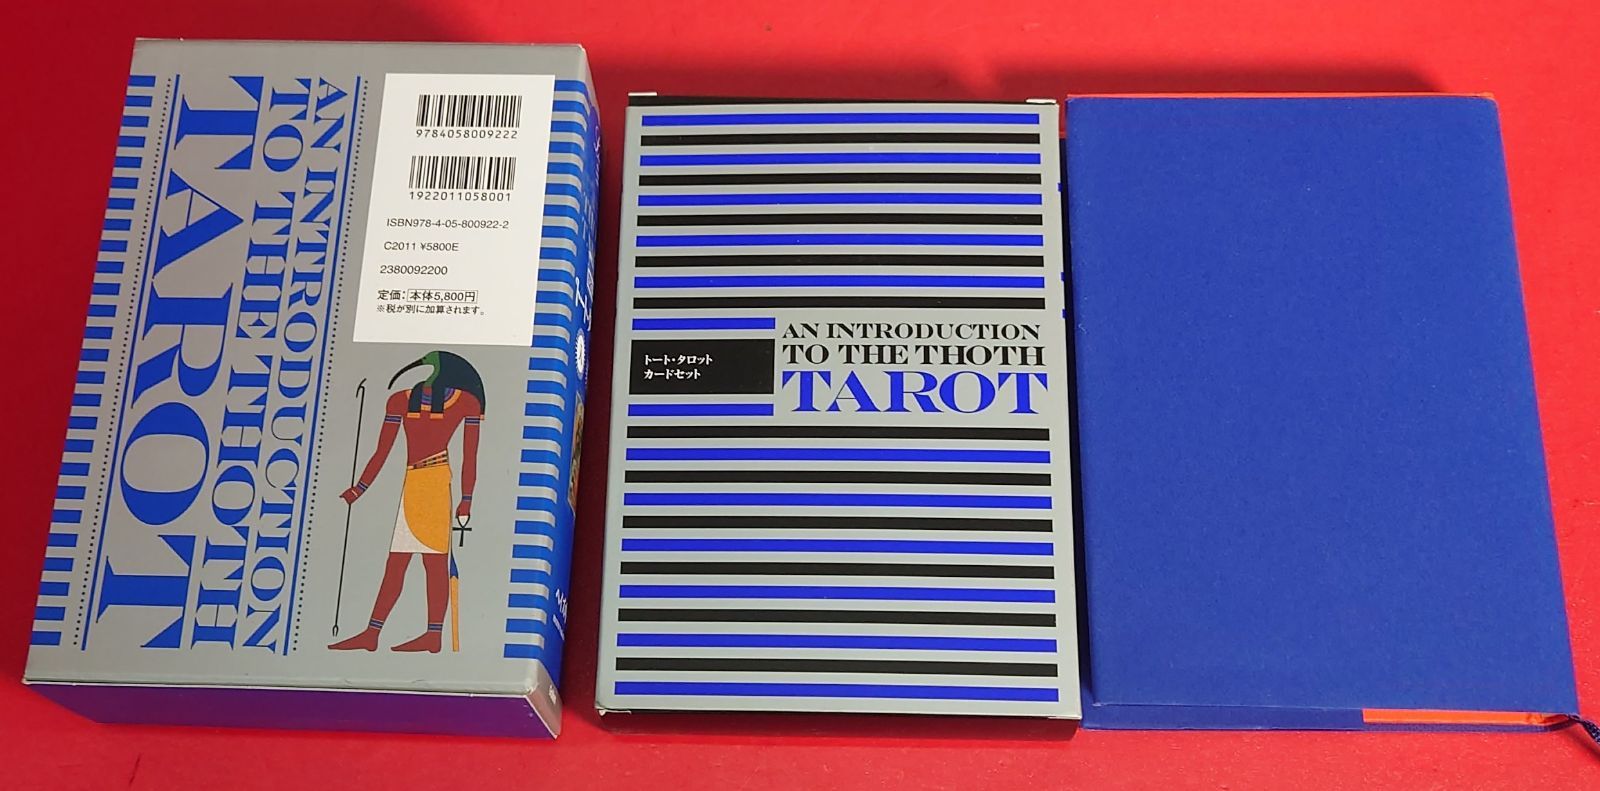 AN INTRODUCTION
TO THE THOTH
TAROT
9784058009222
1922011058001
ISBN978-4-05-800922-2
C2011 ¥5800E
2380092200
定価：本体5,800円
※税が別に加算されます。
トート・タロット
カードセット
AN INTRODUCTION
TO THE THOTH
TAROT